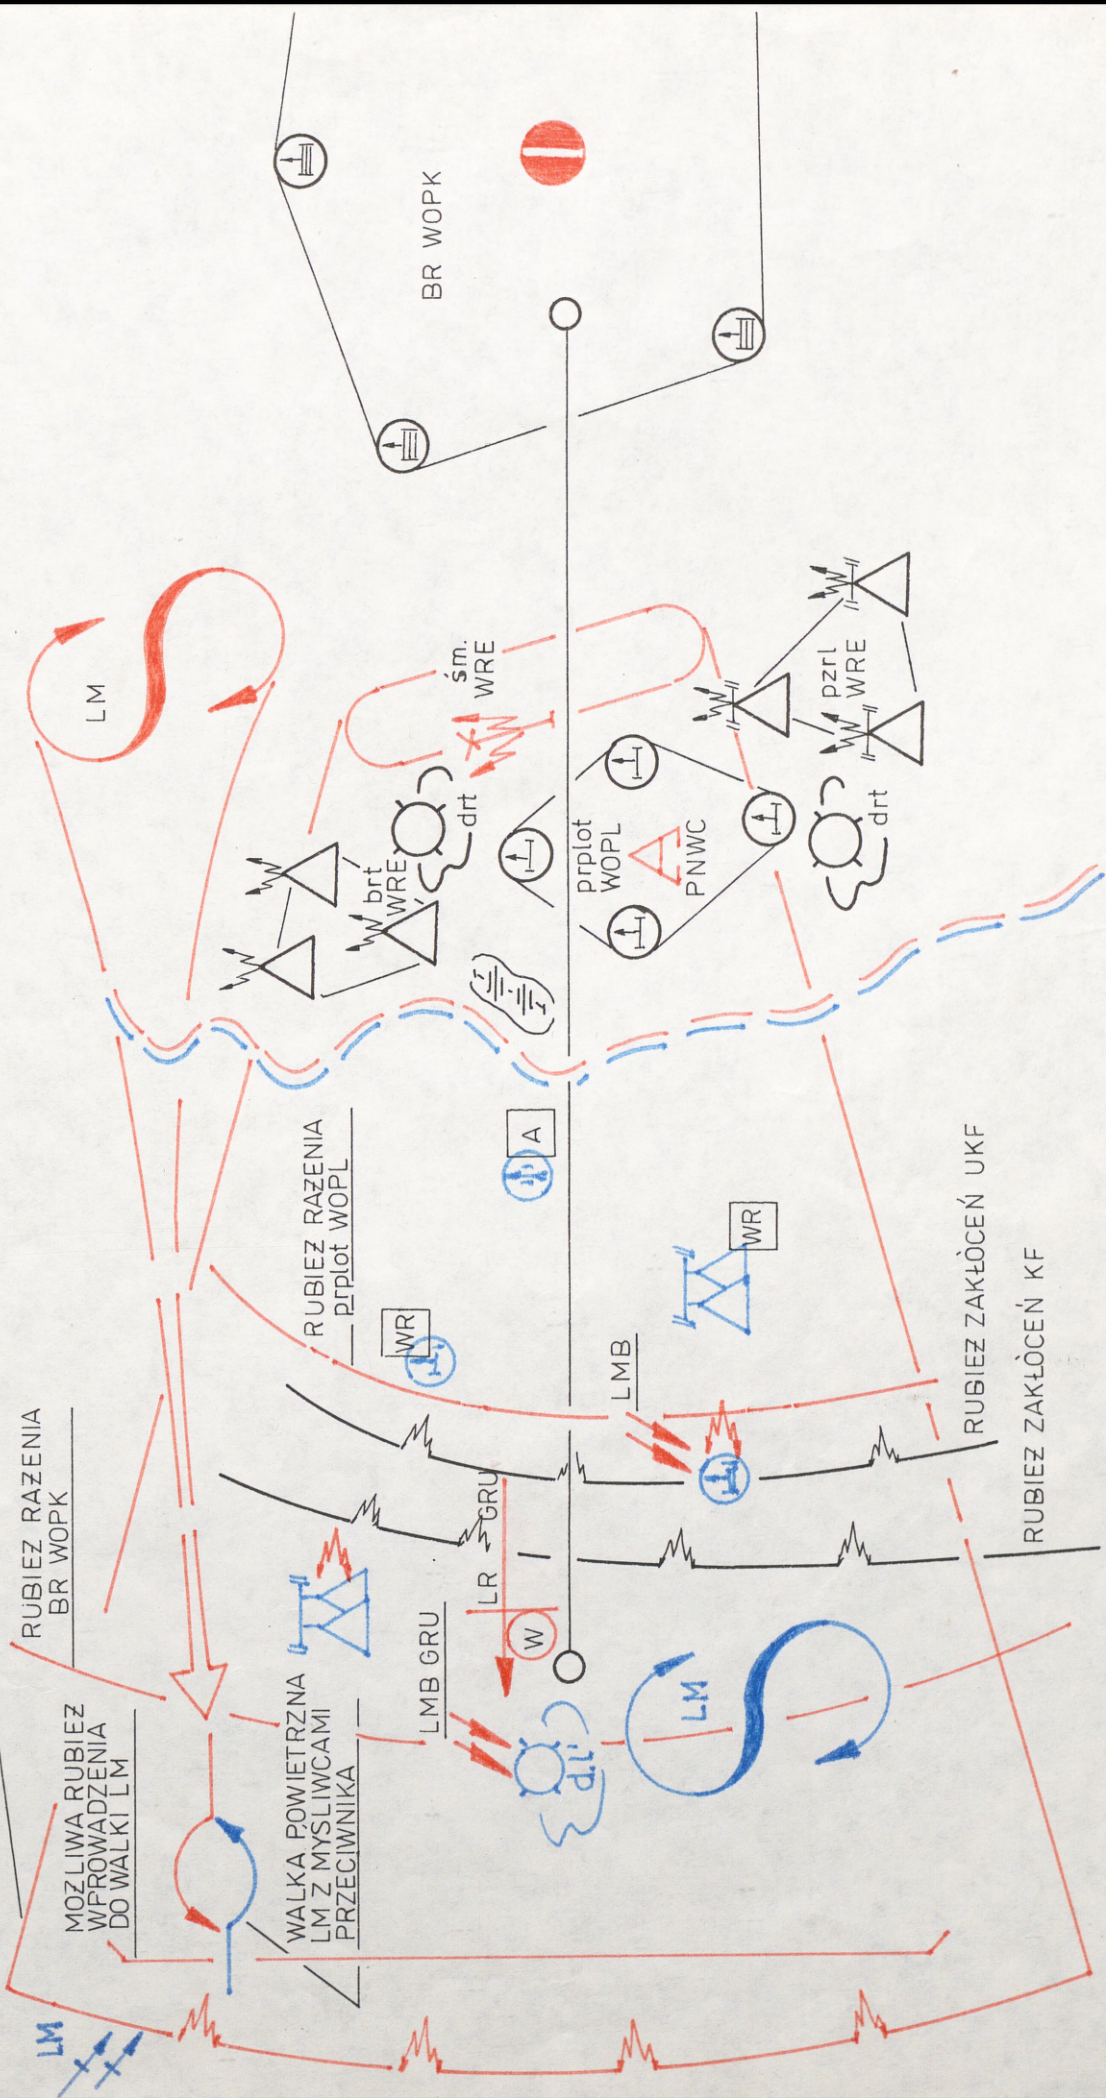 RUBIEŻ RAŻENIA
BR WOPK
MOŻLIWA RUBIEŻ
WPROWADZENIA
DO WALKI LM
LM
WALKA POWIETRZNA
LM Z MYŚLIWCAMI
PRZECIWNIKA
LM
RUBIEŻ RAŻENIA
prplot WOPL
WR
LMB GRU
LR
GRU
W
d.l.
LM
LMB
WR
A
RUBIEŻ ZAKŁÓCEŃ UKF
RUBIEŻ ZAKŁÓCEŃ KF
brt
WRE
drt
śm.
WRE
prplot
WOPL
PNWC
pzrl
WRE
drt
BR WOPK